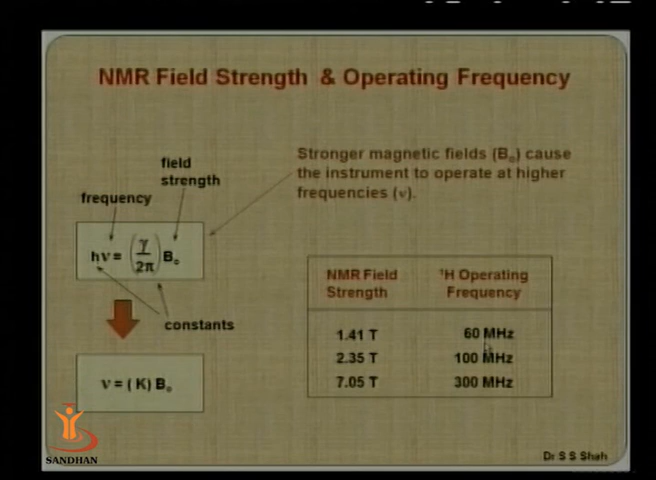 NMR Field Strength & Operating Frequency
Stronger magnetic fields (B₀) cause
the instrument to operate at higher
frequencies (ν).
field
strength
frequency
hν = (γ/2π) B₀
constants
ν = ( K) B₀
NMR Field Strength
¹H Operating Frequency
1.41 T 60 MHz
2.35 T 100 MHz
7.05 T 300 MHz
SANDHAN
Dr S S Shah